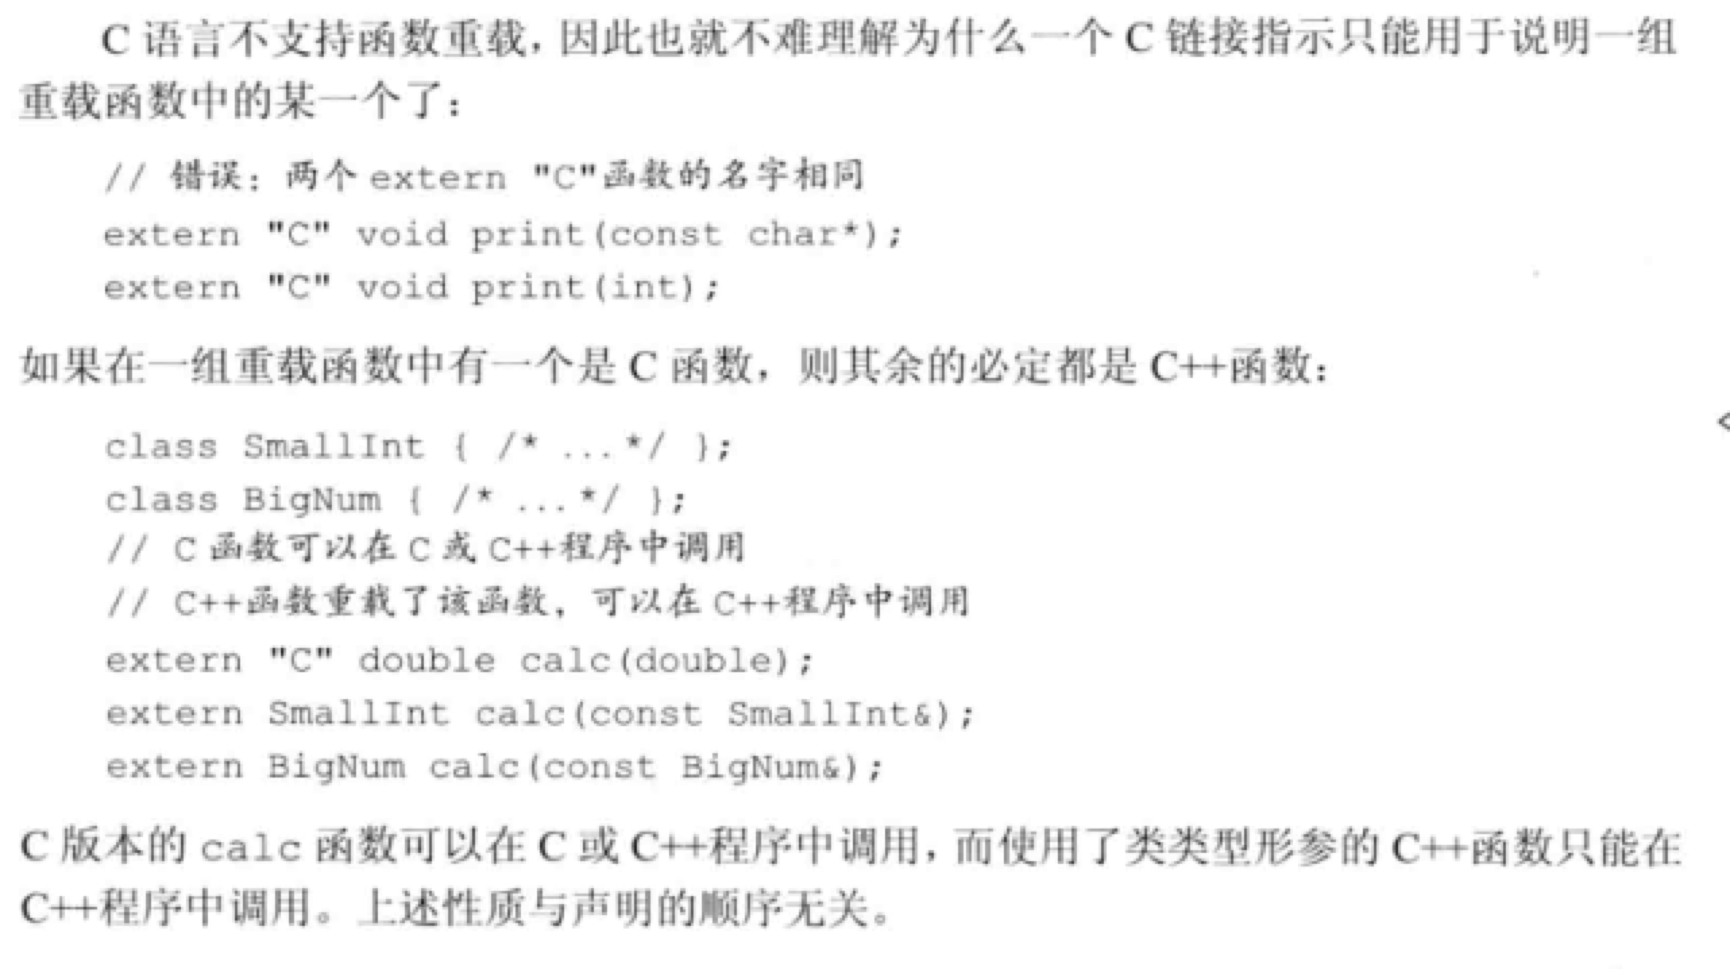 C 语言不支持函数重载，因此也就不难理解为什么一个 C 链接指示只能用于说明一组
重载函数中的某一个了：
// 错误：两个 extern "C"函数的名字相同
extern "C" void print(const char*);
extern "C" void print(int);
如果在一组重载函数中有一个是 C 函数，则其余的必定都是 C++函数：
class SmallInt { /* ...*/ };
class BigNum { /* ...*/ };
// C 函数可以在 C 或 C++程序中调用
// C++函数重载了该函数，可以在 C++程序中调用
extern "C" double calc(double);
extern SmallInt calc(const SmallInt&);
extern BigNum calc(const BigNum&);
C 版本的 calc 函数可以在 C 或 C++程序中调用，而使用了类类型形参的 C++函数只能在
C++程序中调用。上述性质与声明的顺序无关。